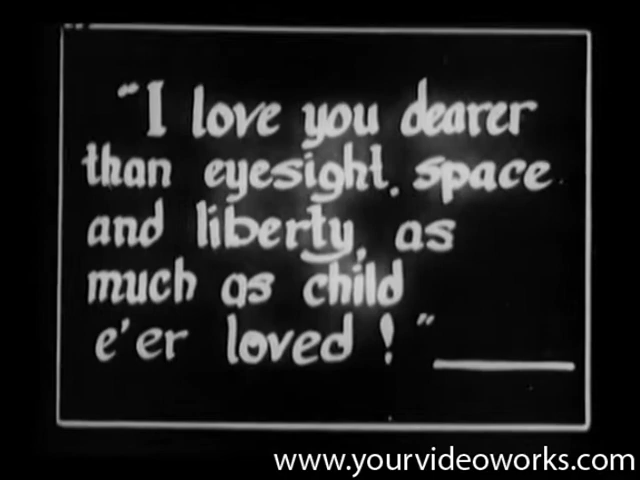 "I love you dearer
than eyesight, space
and liberty, as
much as child
e'er loved!"
www.yourvideoworks.com